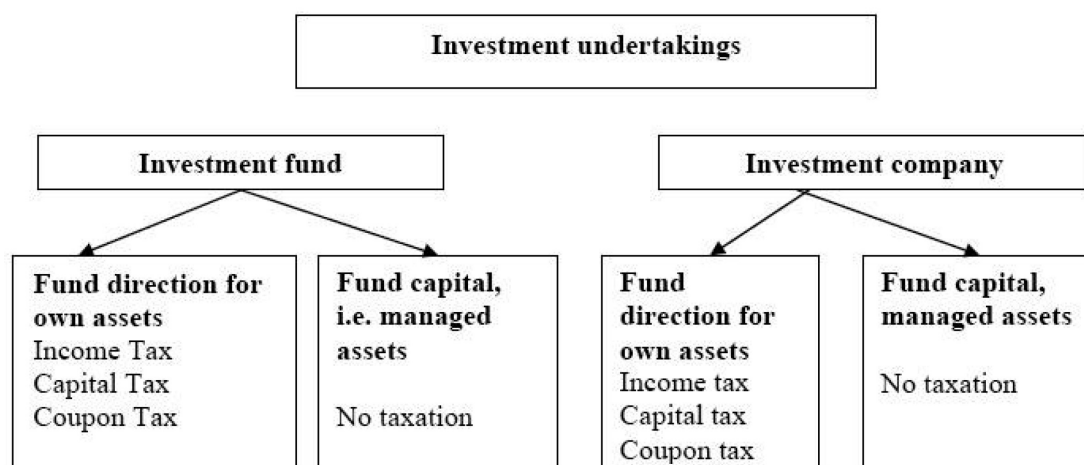 Investment undertakings
Investment fund
Investment company
Fund direction for
own assets
Income Tax
Capital Tax
Coupon Tax
Fund capital,
i.e. managed
assets
No taxation
Fund
direction for
own assets
Income tax
Capital tax
Coupon tax
Fund capital,
managed assets
No taxation